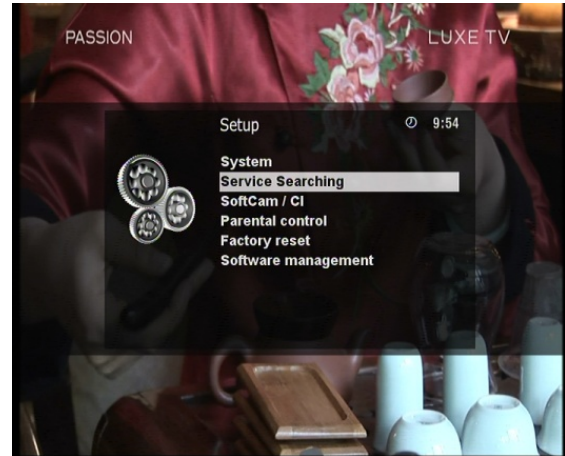 PASSION
LUXE TV
Setup
9:54
System
Service Searching
SoftCam / CI
Parental control
Factory reset
Software management